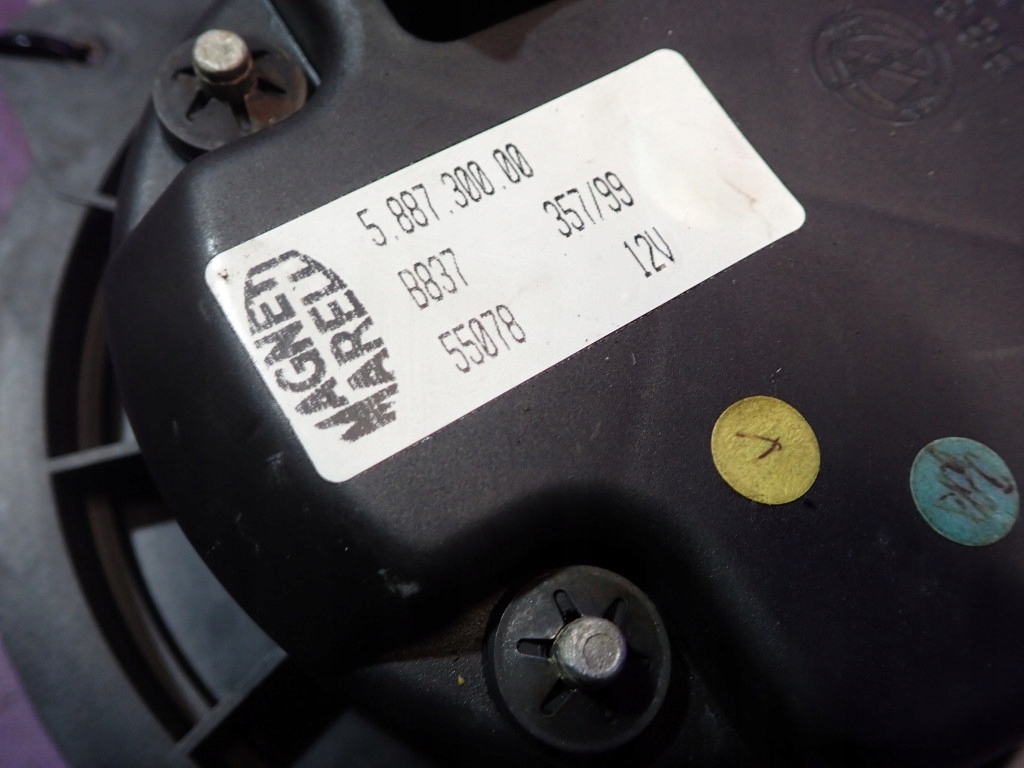 MAGNETI
MARELLI
5.887.300.00
B837
357/99
55078
12V